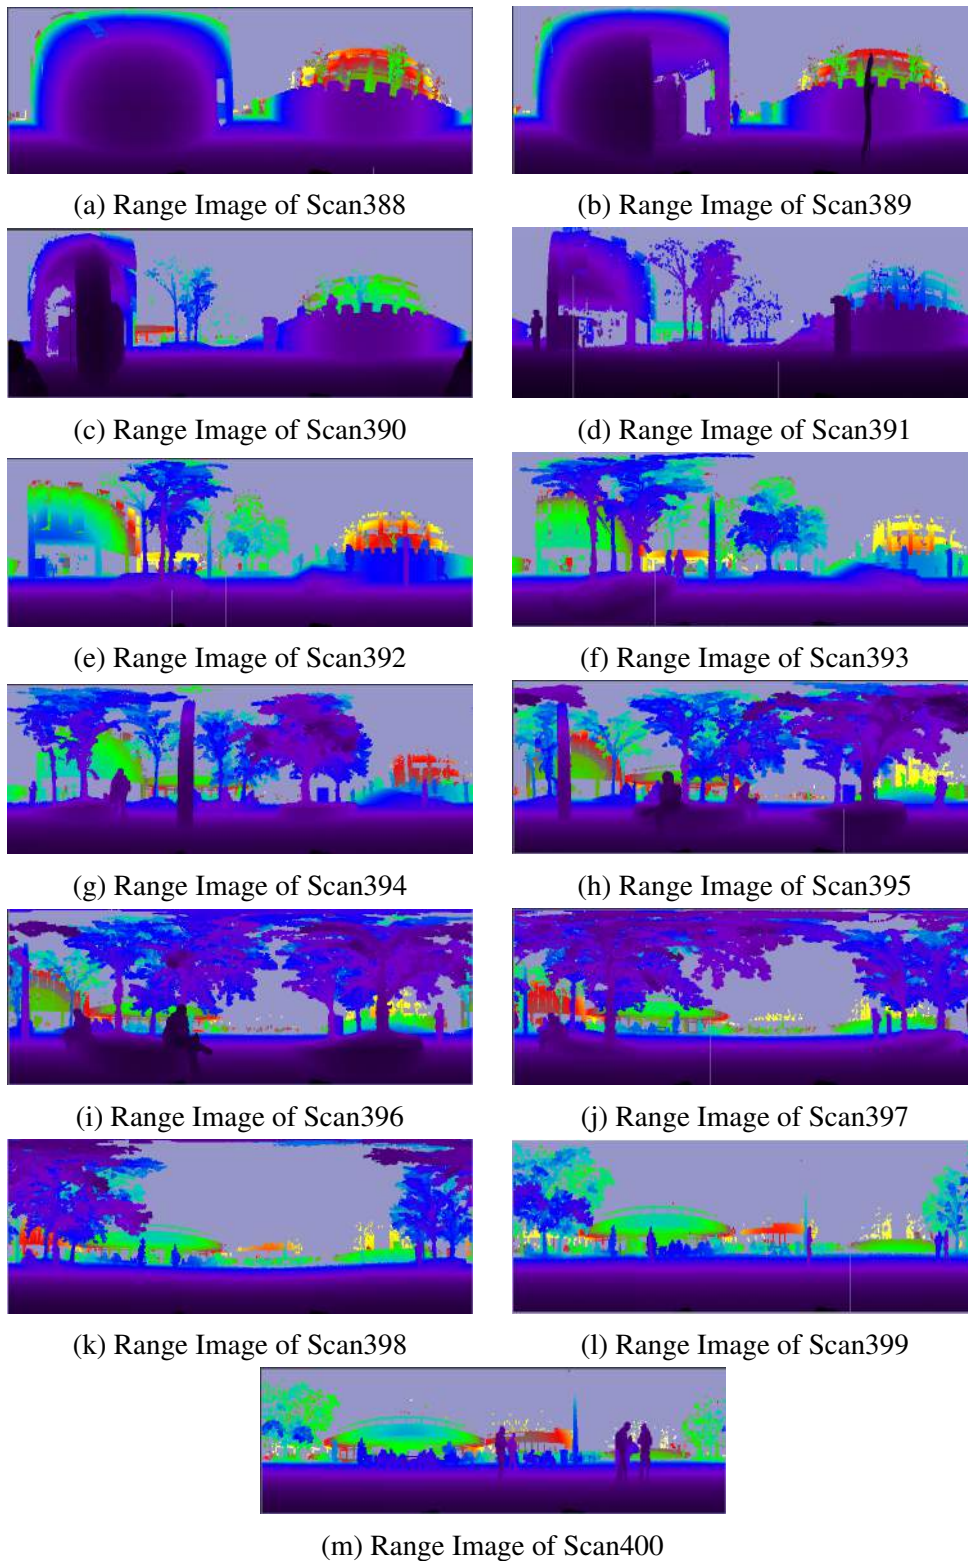 (a) Range Image of Scan388
(b) Range Image of Scan389
(c) Range Image of Scan390
(d) Range Image of Scan391
(e) Range Image of Scan392
(f) Range Image of Scan393
(g) Range Image of Scan394
(h) Range Image of Scan395
(i) Range Image of Scan396
(j) Range Image of Scan397
(k) Range Image of Scan398
(l) Range Image of Scan399
(m) Range Image of Scan400